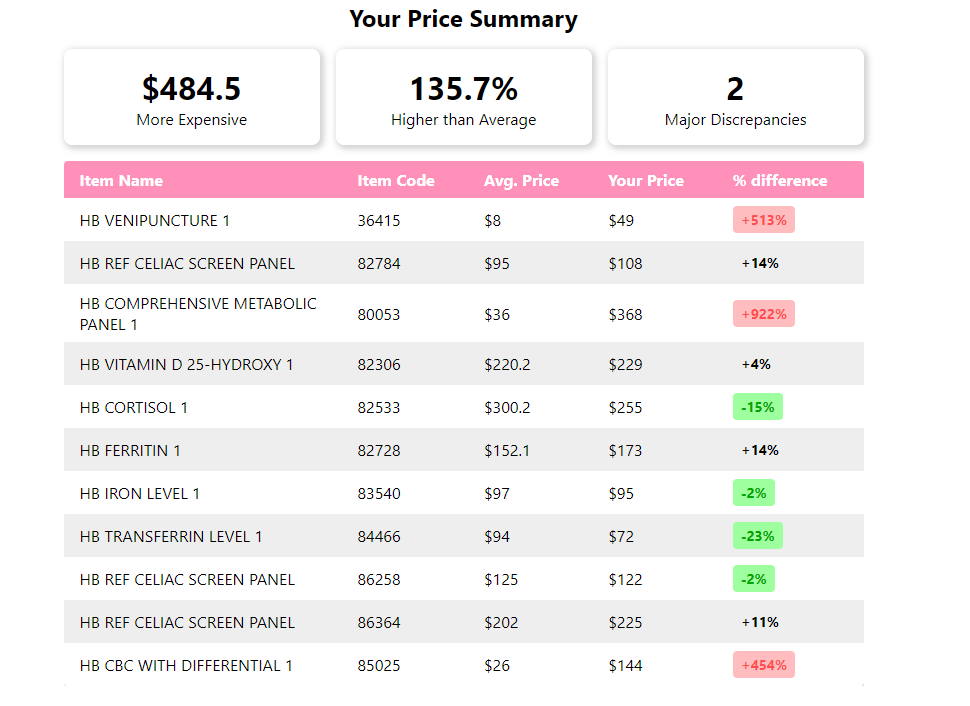 Your Price Summary
$484.5 135.7% 2
More Expensive Higher than Average Major Discrepancies
Item Name Item Code Avg. Price Your Price % difference
HB VENIPUNCTURE 1 36415 $8 $49 +513%
HB REF CELIAC SCREEN PANEL 82784 $95 $108 +14%
HB COMPREHENSIVE METABOLIC
PANEL 1 80053 $36 $368 +922%
HB VITAMIN D 25-HYDROXY 1 82306 $220.2 $229 +4%
HB CORTISOL 1 82533 $300.2 $255 -15%
HB FERRITIN 1 82728 $152.1 $173 +14%
HB IRON LEVEL 1 83540 $97 $95 -2%
HB TRANSFERRIN LEVEL 1 84466 $94 $72 -23%
HB REF CELIAC SCREEN PANEL 86258 $125 $122 -2%
HB REF CELIAC SCREEN PANEL 86364 $202 $225 +11%
HB CBC WITH DIFFERENTIAL 1 85025 $26 $144 +454%